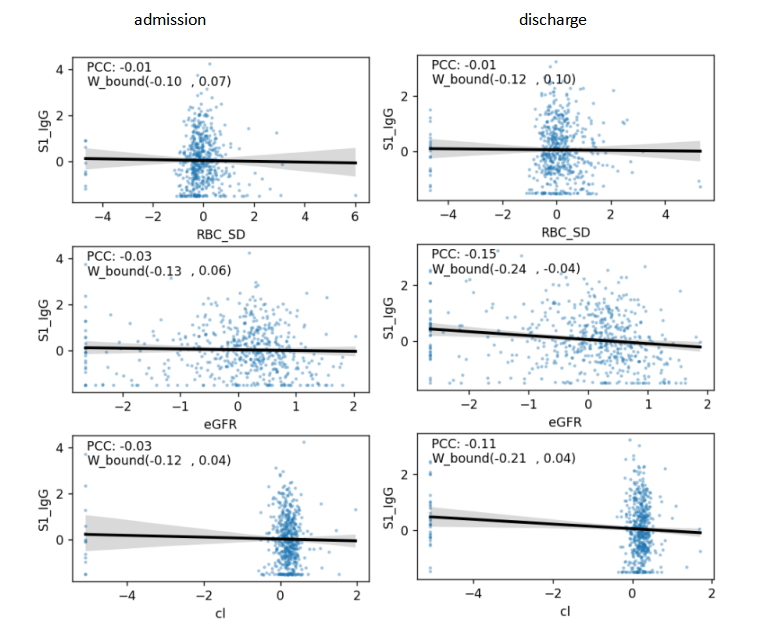 admission
discharge
PCC: -0.01
W_bound(-0.10 , 0.07)
S1_IgG
4
2
0
−4 −2 0 2 4 6
RBC_SD
PCC: -0.01
W_bound(-0.12 , 0.10)
S1_IgG
2
0
−4 −2 0 2 4
RBC_SD
PCC: -0.03
W_bound(-0.13 , 0.06)
S1_IgG
4
2
0
−2 −1 0 1 2
eGFR
PCC: -0.15
W_bound(-0.24 , -0.04)
S1_IgG
2
0
−2 −1 0 1 2
eGFR
PCC: -0.03
W_bound(-0.12 , 0.04)
S1_IgG
4
2
0
−4 −2 0 2
cl
PCC: -0.11
W_bound(-0.21 , 0.04)
S1_IgG
2
0
−4 −2 0 2
cl